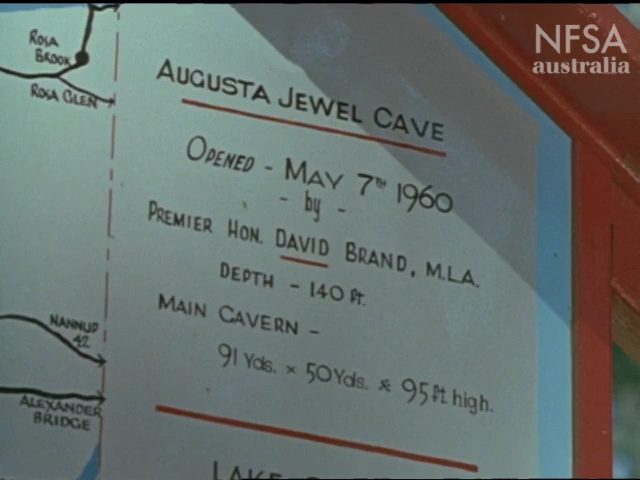 NFSA
australia
ROSA
BROOK
ROSA GLEN
AUGUSTA JEWEL CAVE
OPENED - MAY 7TH 1960
- by -
PREMIER HON. DAVID BRAND, M.L.A.
DEPTH - 140 ft.
MAIN CAVERN -
91 Yds. × 50 Yds. & 95 ft high.
NANNUP
42
ALEXANDER
BRIDGE
LAKE